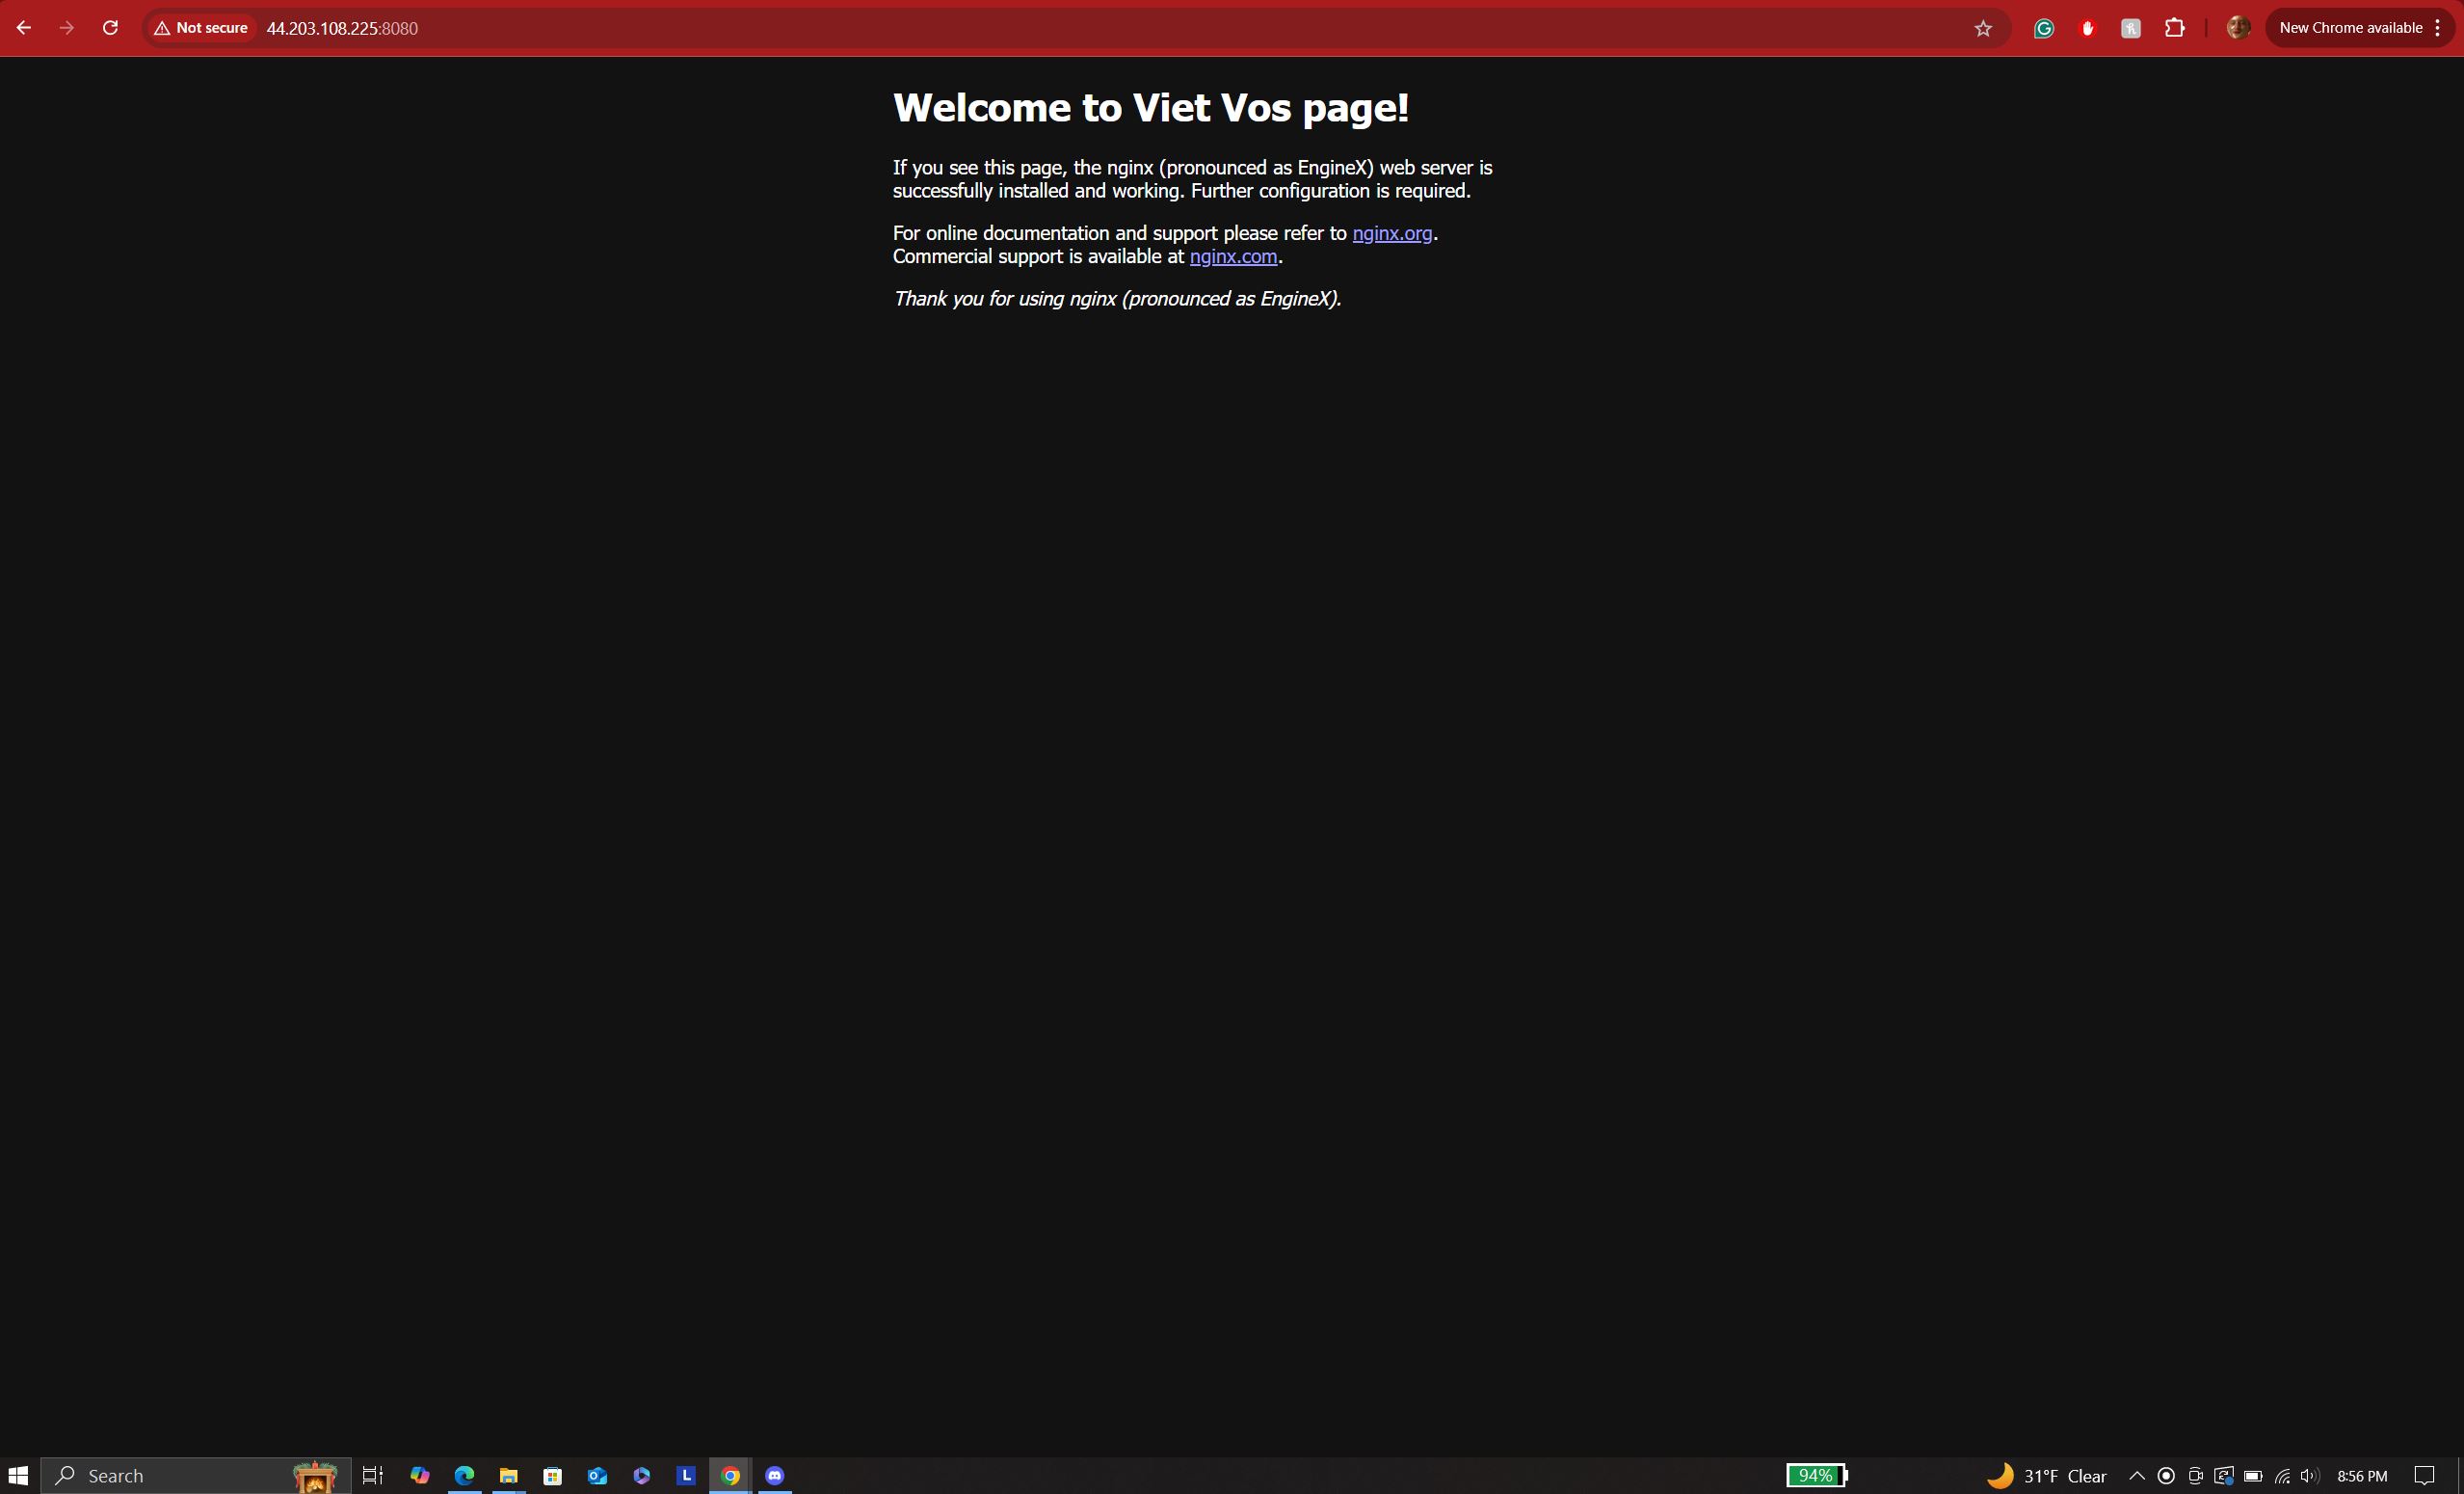 Not secure
44.203.108.225:8080
New Chrome available
Welcome to Viet Vos page!
If you see this page, the nginx (pronounced as EngineX) web server is
successfully installed and working. Further configuration is required.
For online documentation and support please refer to nginx.org.
Commercial support is available at nginx.com.
Thank you for using nginx (pronounced as EngineX).
Search
L
94%
31°F Clear
8:56 PM